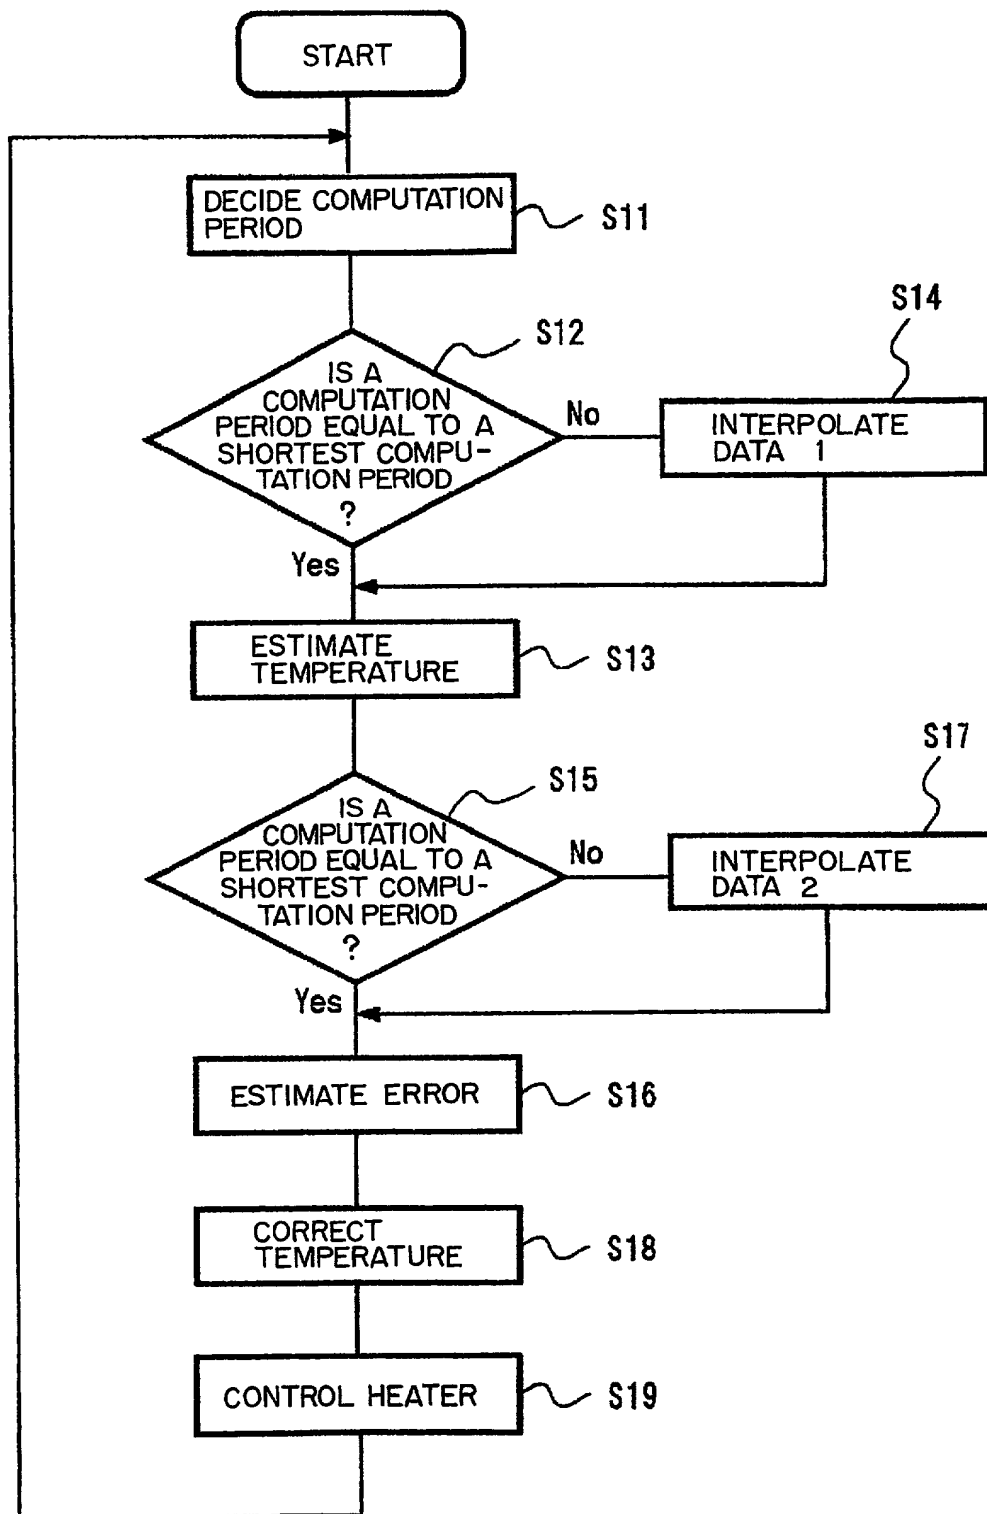 START
DECIDE COMPUTATION
PERIOD
S11
S12
IS A
COMPUTATION
PERIOD EQUAL TO A
SHORTEST COMPU-
TATION PERIOD
?
No
S14
INTERPOLATE
DATA 1
Yes
ESTIMATE
TEMPERATURE
S13
S15
IS A
COMPUTATION
PERIOD EQUAL TO A
SHORTEST COMPU-
TATION PERIOD
?
No
S17
INTERPOLATE
DATA 2
Yes
ESTIMATE ERROR
S16
CORRECT
TEMPERATURE
S18
CONTROL HEATER
S19